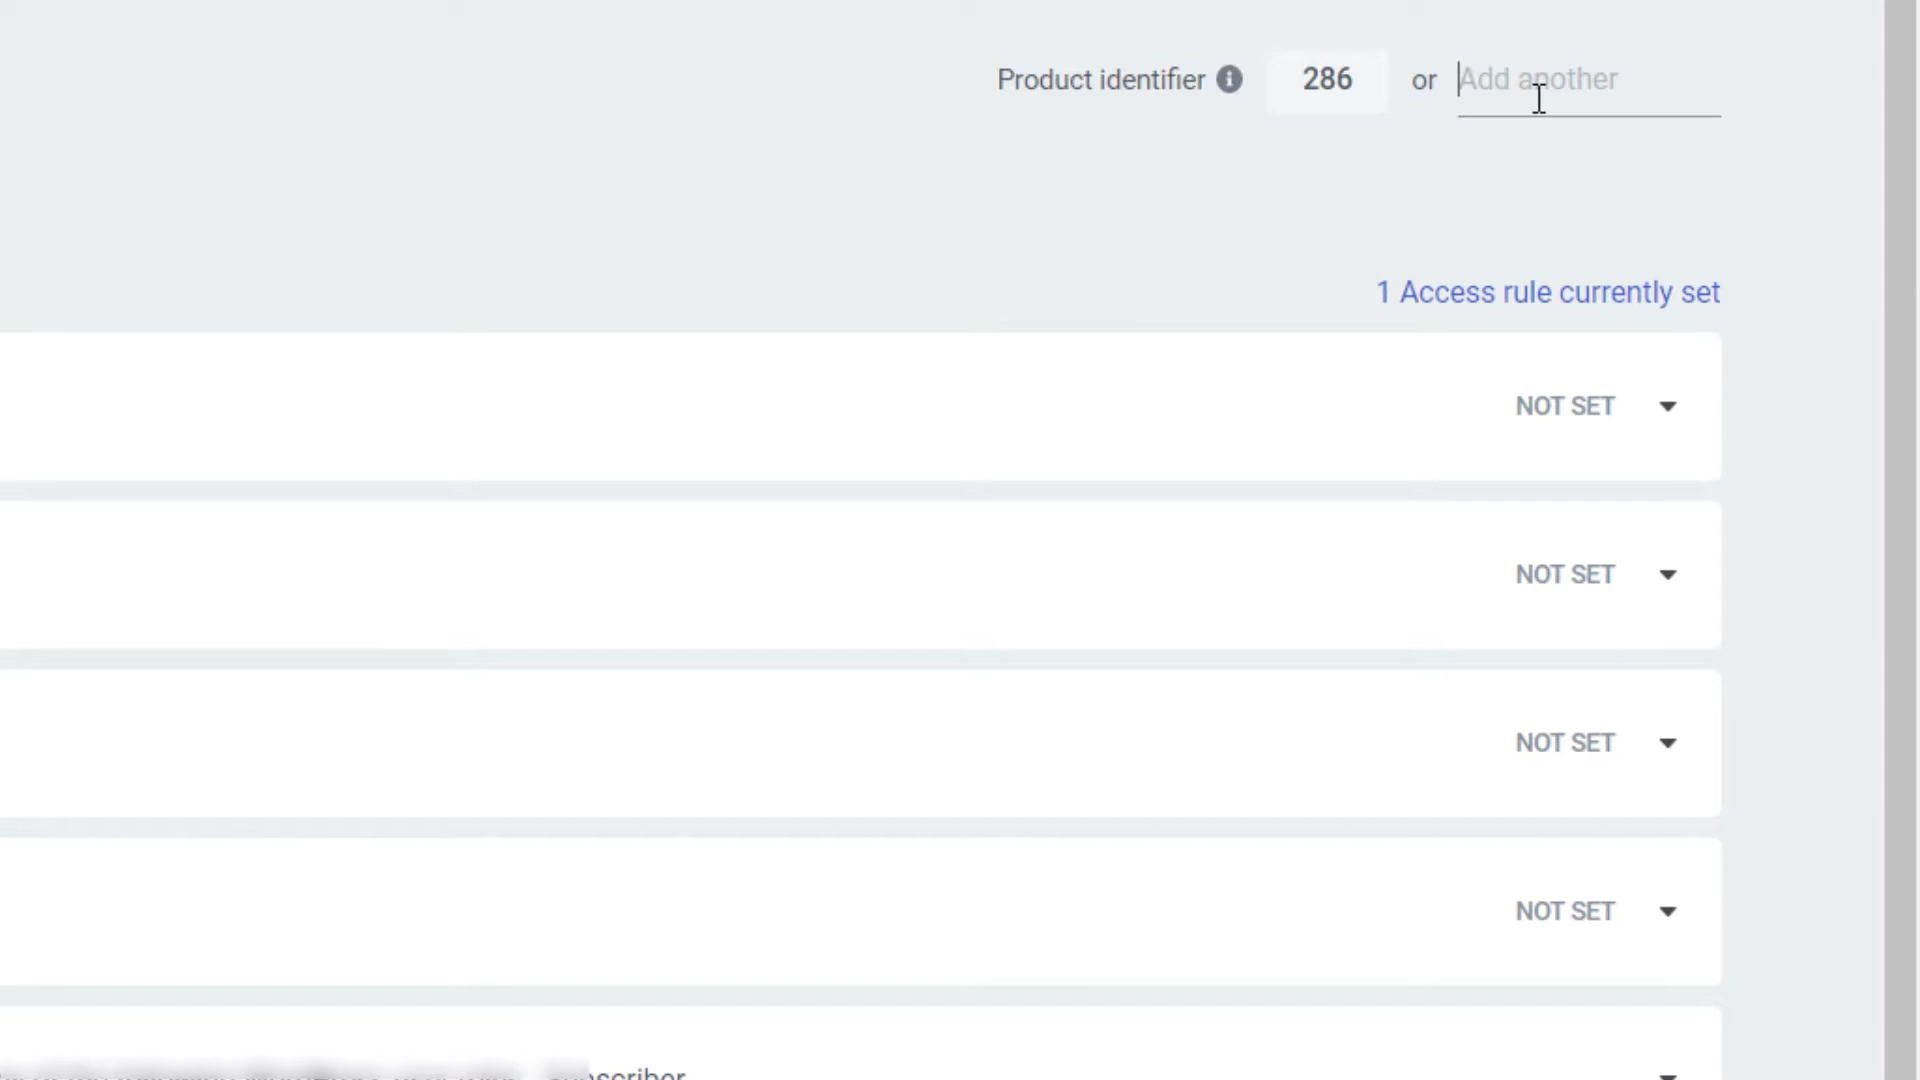 Product identifier 286 or Add another
1 Access rule currently set
NOT SET
NOT SET
NOT SET
NOT SET